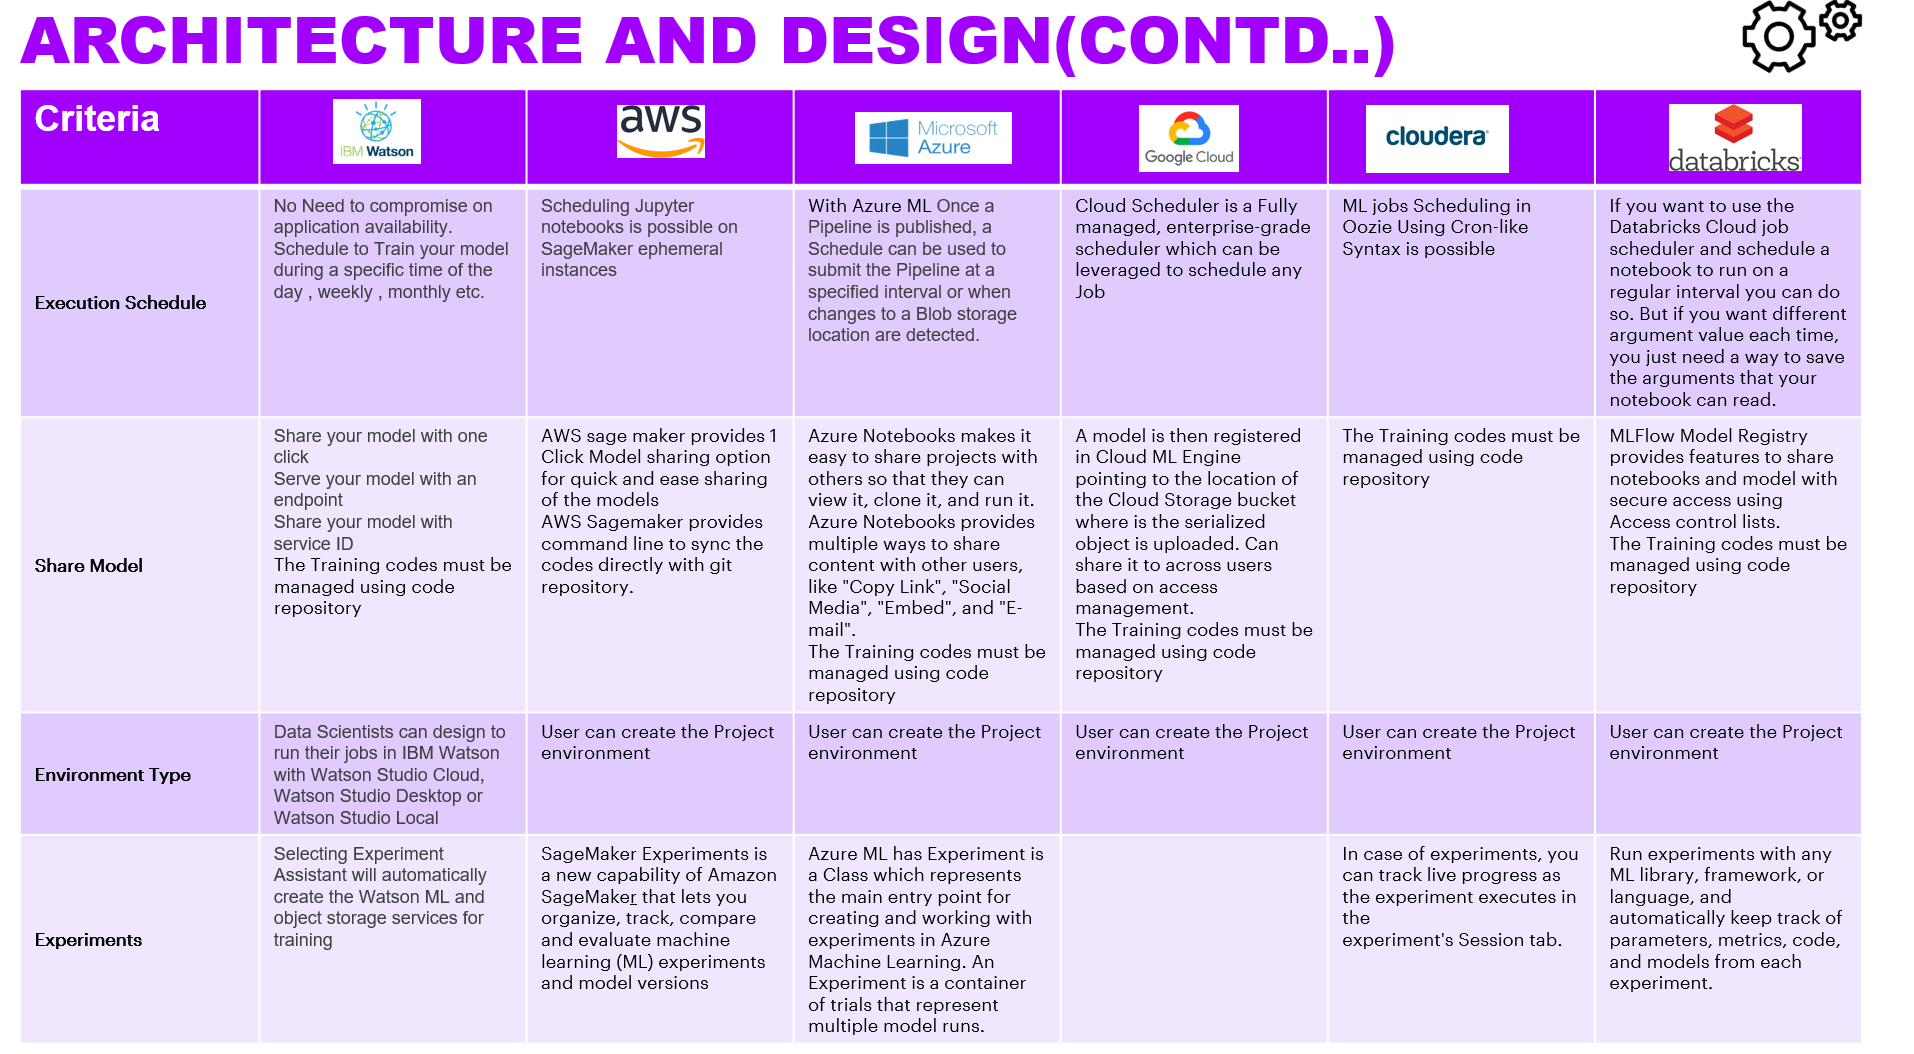 ARCHITECTURE AND DESIGN(CONTD..)
Criteria
IBM Watson
aws
Microsoft
Azure
Google Cloud
cloudera
databricks
Execution Schedule
No Need to compromise on
application availability.
Schedule to Train your model
during a specific time of the
day , weekly , monthly etc.
Scheduling Jupyter
notebooks is possible on
SageMaker ephemeral
instances
With Azure ML Once a
Pipeline is published, a
Schedule can be used to
submit the Pipeline at a
specified interval or when
changes to a Blob storage
location are detected.
Cloud Scheduler is a Fully
managed, enterprise-grade
scheduler which can be
leveraged to schedule any
Job
ML jobs Scheduling in
Oozie Using Cron-like
Syntax is possible
If you want to use the
Databricks Cloud job
scheduler and schedule a
notebook to run on a
regular interval you can do
so. But if you want different
argument value each time,
you just need a way to save
the arguments that your
notebook can read.
Share Model
Share your model with one
click
Serve your model with an
endpoint
Share your model with
service ID
The Training codes must be
managed using code
repository
AWS sage maker provides 1
Click Model sharing option
for quick and ease sharing
of the models
AWS Sagemaker provides
command line to sync the
codes directly with git
repository.
Azure Notebooks makes it
easy to share projects with
others so that they can
view it, clone it, and run it.
Azure Notebooks provides
multiple ways to share
content with other users,
like "Copy Link", "Social
Media", "Embed", and "E-
mail".
The Training codes must be
managed using code
repository
A model is then registered
in Cloud ML Engine
pointing to the location of
the Cloud Storage bucket
where is the serialized
object is uploaded. Can
share it to across users
based on access
management.
The Training codes must be
managed using code
repository
The Training codes must be
managed using code
repository
MLFlow Model Registry
provides features to share
notebooks and model with
secure access using
Access control lists.
The Training codes must be
managed using code
repository
Environment Type
Data Scientists can design to
run their jobs in IBM Watson
with Watson Studio Cloud,
Watson Studio Desktop or
Watson Studio Local
User can create the Project
environment
User can create the Project
environment
User can create the Project
environment
User can create the Project
environment
User can create the Project
environment
Experiments
Selecting Experiment
Assistant will automatically
create the Watson ML and
object storage services for
training
SageMaker Experiments is
a new capability of Amazon
SageMaker that lets you
organize, track, compare
and evaluate machine
learning (ML) experiments
and model versions
Azure ML has Experiment is
a Class which represents
the main entry point for
creating and working with
experiments in Azure
Machine Learning. An
Experiment is a container
of trials that represent
multiple model runs.
In case of experiments, you
can track live progress as
the experiment executes in
the
experiment's Session tab.
Run experiments with any
ML library, framework, or
language, and
automatically keep track of
parameters, metrics, code,
and models from each
experiment.